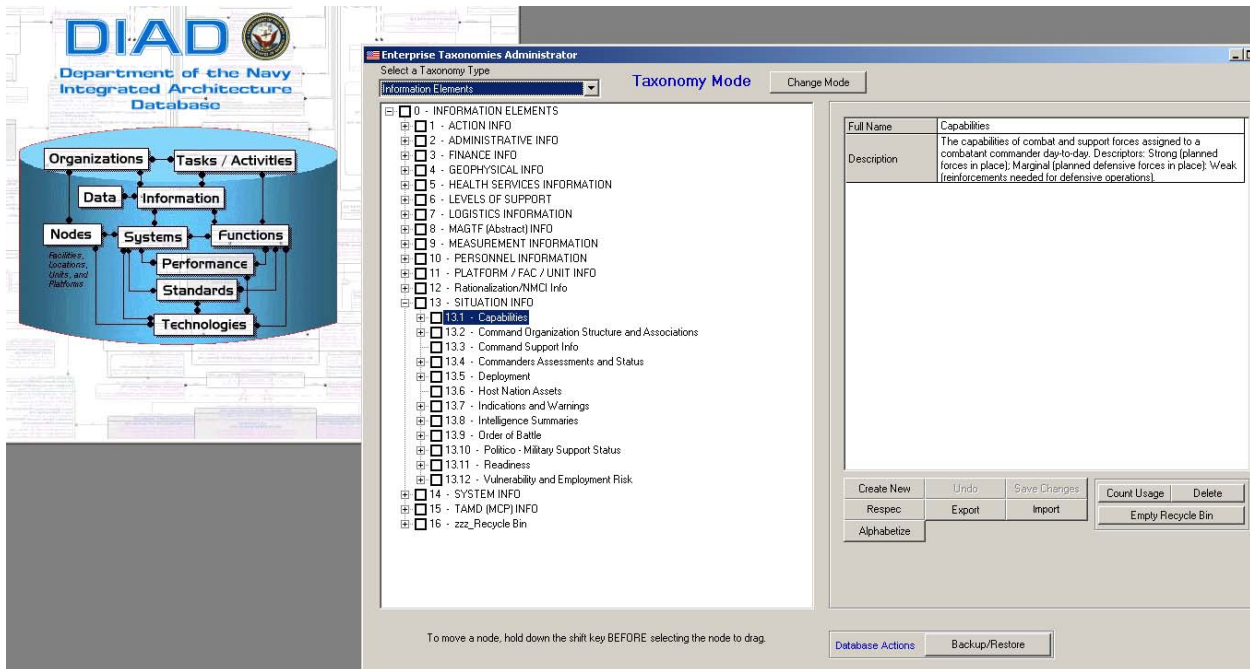 DIAD
Department of the Navy
Integrated Architecture
Database
Organizations
Tasks / Activities
Data
Information
Nodes
Systems
Functions
Facilities,
Locations,
Units, and
Platforms
Performance
Standards
Technologies
Enterprise Taxonomies Administrator
Select a Taxonomy Type
Information Elements
Taxonomy Mode
Change Mode
0 - INFORMATION ELEMENTS
1 - ACTION INFO
2 - ADMINISTRATIVE INFO
3 - FINANCE INFO
4 - GEOPHYSICAL INFO
5 - HEALTH SERVICES INFORMATION
6 - LEVELS OF SUPPORT
7 - LOGISTICS INFORMATION
8 - MAGTF (Abstract) INFO
9 - MEASUREMENT INFORMATION
10 - PERSONNEL INFORMATION
11 - PLATFORM / FAC / UNIT INFO
12 - Rationalization/NMCI Info
13 - SITUATION INFO
13.1 - Capabilities
13.2 - Command Organization Structure and Associations
13.3 - Command Support Info
13.4 - Commanders Assessments and Status
13.5 - Deployment
13.6 - Host Nation Assets
13.7 - Indications and Warnings
13.8 - Intelligence Summaries
13.9 - Order of Battle
13.10 - Politico - Military Support Status
13.11 - Readiness
13.12 - Vulnerability and Employment Risk
14 - SYSTEM INFO
15 - TAMD (MCP) INFO
16 - zzz_Recycle Bin
Full Name
Capabilities
Description
The capabilities of combat and support forces assigned to a
combatant commander day-to-day. Descriptors: Strong (planned
forces in place); Marginal (planned defensive forces in place); Weak
(reinforcements needed for defensive operations).
Create New
Undo
Save Changes
Count Usage
Delete
Respec
Export
Import
Empty Recycle Bin
Alphabetize
To move a node, hold down the shift key BEFORE selecting the node to drag.
Database Actions
Backup/Restore